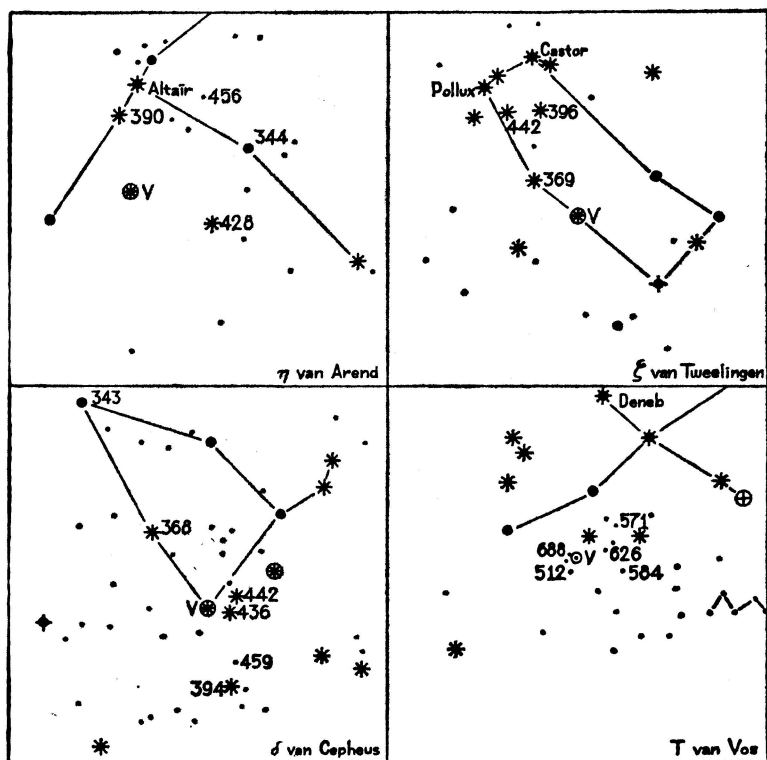 Altaïr
456
390
344
V
428
η van Arend
Castor
Pollux
396
442
369
V
ξ van Tweelingen
343
368
442
V
436
459
394
δ van Cepheus
Deneb
571
688
V
626
512
584
T van Vos